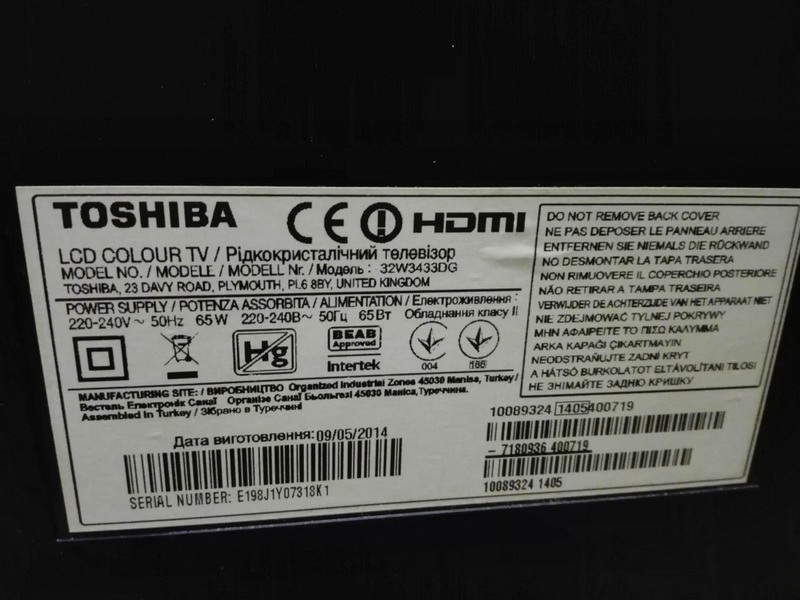 TOSHIBA
CE HDMI
LCD COLOUR TV / Рідкокристалічний телевізор
MODEL NO. / MODELE / MODELL Nr. / Модель : 32W3433DG
TOSHIBA, 23 DAVY ROAD, PLYMOUTH, PL6 8BY, UNITED KINGDOM
POWER SUPPLY / POTENZA ASSORBITA / ALIMENTATION / Електроживлення :
220-240V ~ 50Hz 65W 220-240В~ 50Гц 65Вт Обладнання класу II
Hg
BEAB
Approved
Intertek
004
MANUFACTURING SITE: / ВИРОБНИЦТВО Organized Industrial Zones 45030 Manisa, Turkey/
Вестель Електронік Санаї Організе Санаї Бьольгезі 45030 Маніса,Туреччини.
Assembled in Turkey / Зібрано в Туреччині
Дата виготовлення: 09/05/2014
SERIAL NUMBER: E198J1Y07318K1
DO NOT REMOVE BACK COVER
NE PAS DEPOSER LE PANNEAU ARRIERE
ENTFERNEN SIE NIEMALS DIE RÜCKWAND
NO DESMONTAR LA TAPA TRASERA
NON RIMUOVERE IL COPERCHIO POSTERIORE
NÃO RETIRAR A TAMPA TRASEIRA
VERWIJDER DE ACHTERZIJDE VAN HET APPARAAT NIET
NIE ZDEJMOWAĆ TYLNEJ POKRYWY
ΜΗΝ ΑΦΑΙΡΕΙΤΕ ΤΟ ΠΙΣΩ ΚΑΛΥΜΜΑ
ARKA KAPAĞI ÇIKARTMAYIN
NEODSTRAŇUJTE ZADNÍ KRYT
A HÁTSÓ BURKOLATOT ELTÁVOLÍTANI TILOS!
НЕ ЗНІМАЙТЕ ЗАДНЮ КРИШКУ
10089324 1405 400719
- 7180936 400719
10089324 1405